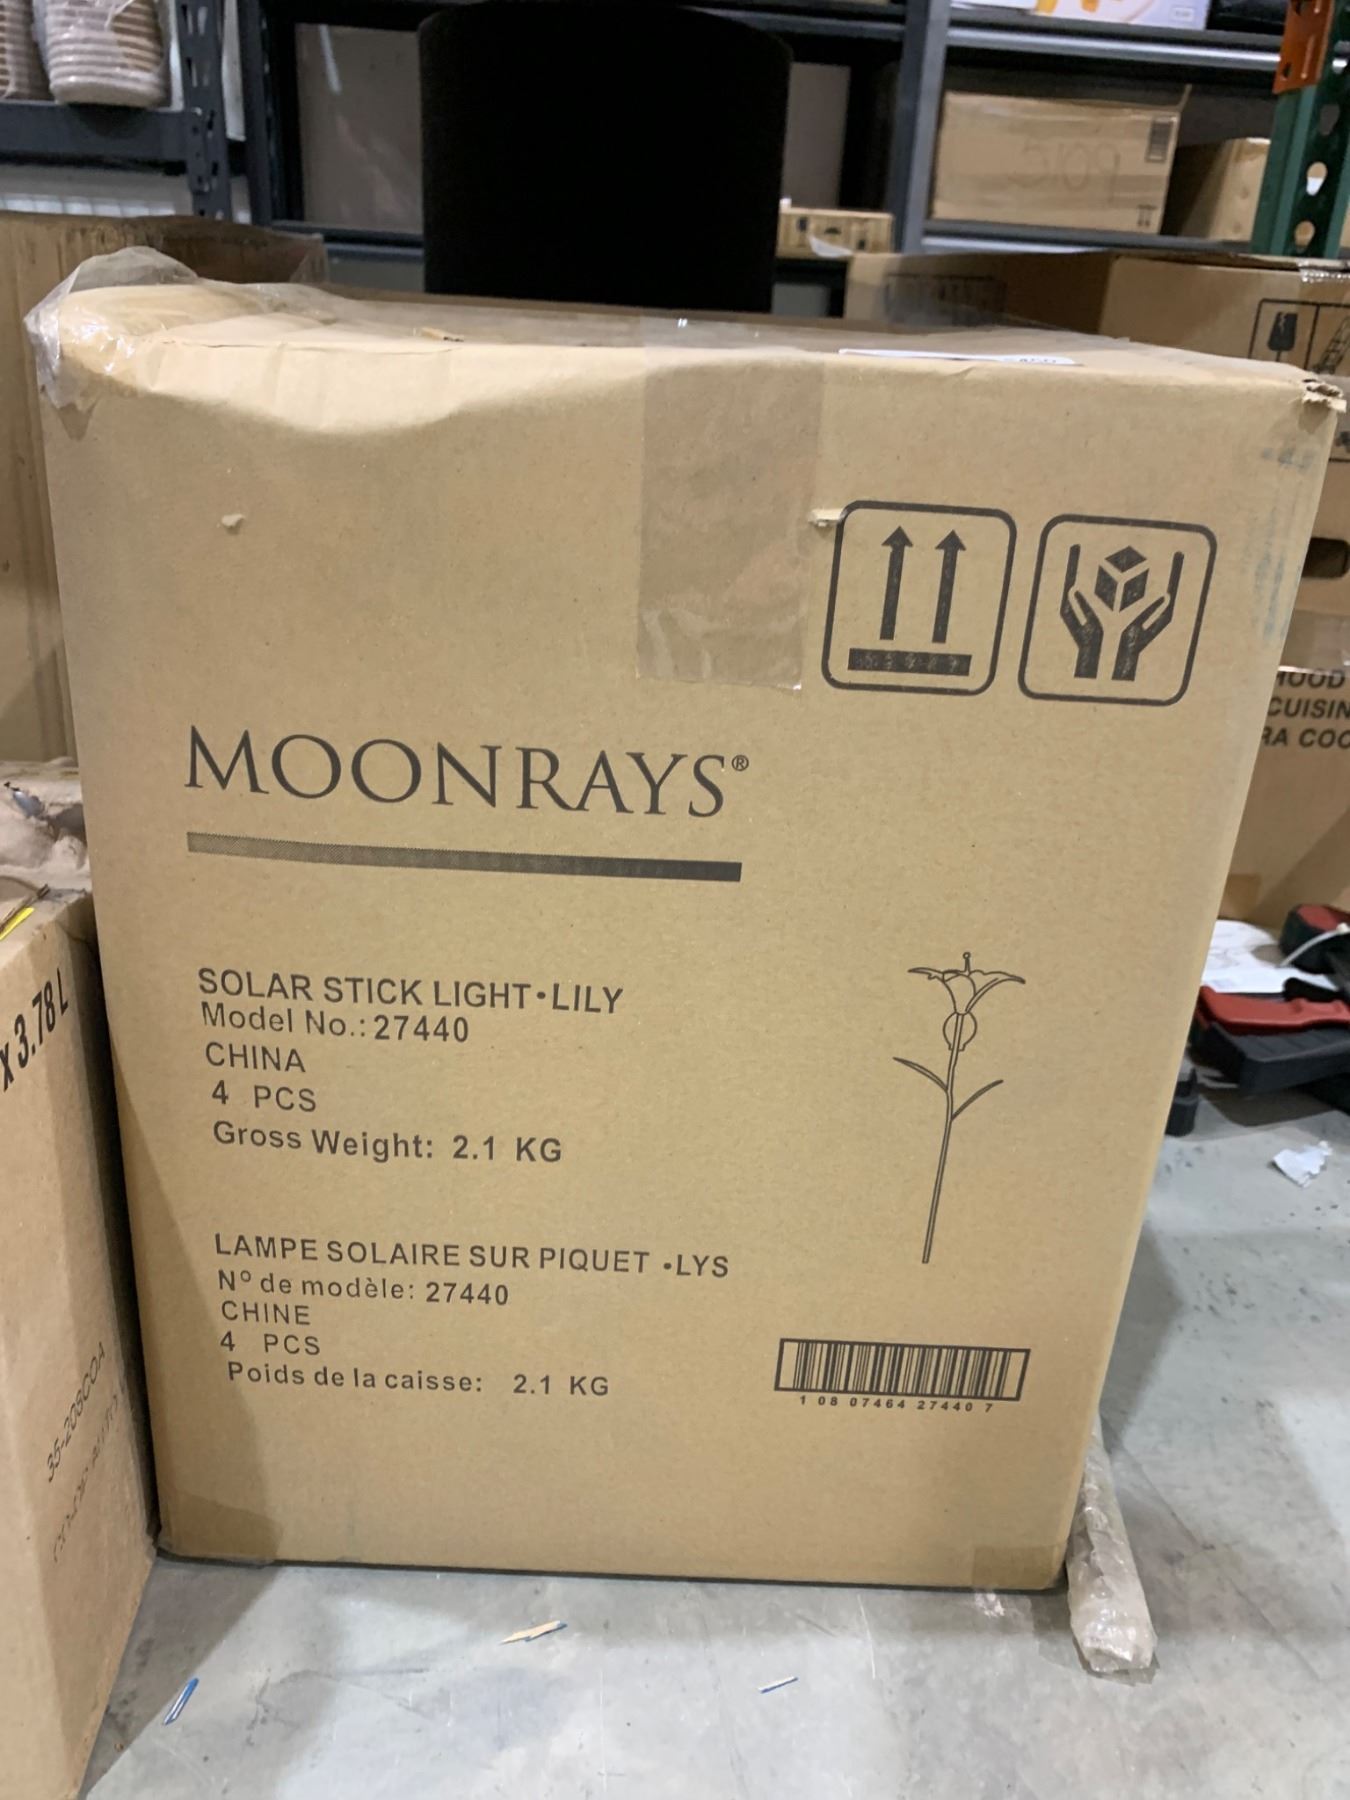 MOONRAYS®
SOLAR STICK LIGHT•LILY
Model No.: 27440
CHINA
4 PCS
Gross Weight: 2.1 KG
LAMPE SOLAIRE SUR PIQUET •LYS
Nº de modèle: 27440
CHINE
4 PCS
Poids de la caisse: 2.1 KG
1 08 07464 27440 7
x 3.78 L